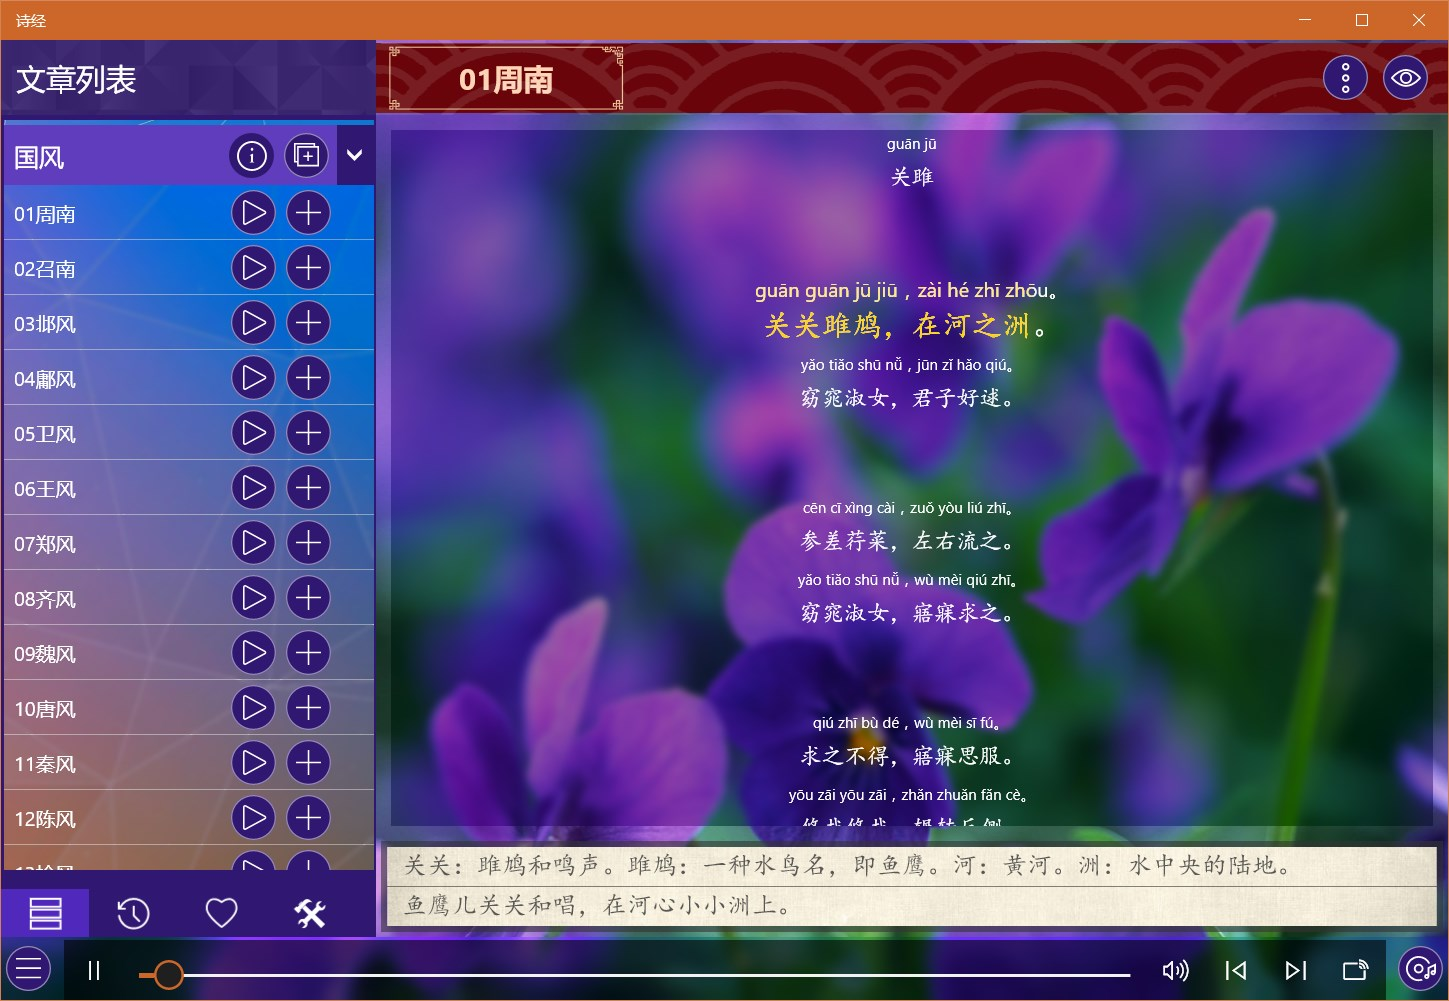 诗经
文章列表
01周南
国风
01周南
02召南
03邶风
04鄘风
05卫风
06王风
07郑风
08齐风
09魏风
10唐风
11秦风
12陈风
guān jū
关雎
guān guān jū jiū，zài hé zhī zhōu。
关关雎鸠，在河之洲。
yǎo tiǎo shū nǚ，jūn zǐ hǎo qiú。
窈窕淑女，君子好逑。
cēn cī xìng cài，zuǒ yòu liú zhī。
参差荇菜，左右流之。
yǎo tiǎo shū nǚ，wù mèi qiú zhī。
窈窕淑女，寤寐求之。
qiú zhī bù dé，wù mèi sī fú。
求之不得，寤寐思服。
yōu zāi yōu zāi，zhǎn zhuǎn fǎn cè。
关关：雎鸠和鸣声。雎鸠：一种水鸟名，即鱼鹰。河：黄河。洲：水中央的陆地。
鱼鹰儿关关和唱，在河心小小洲上。